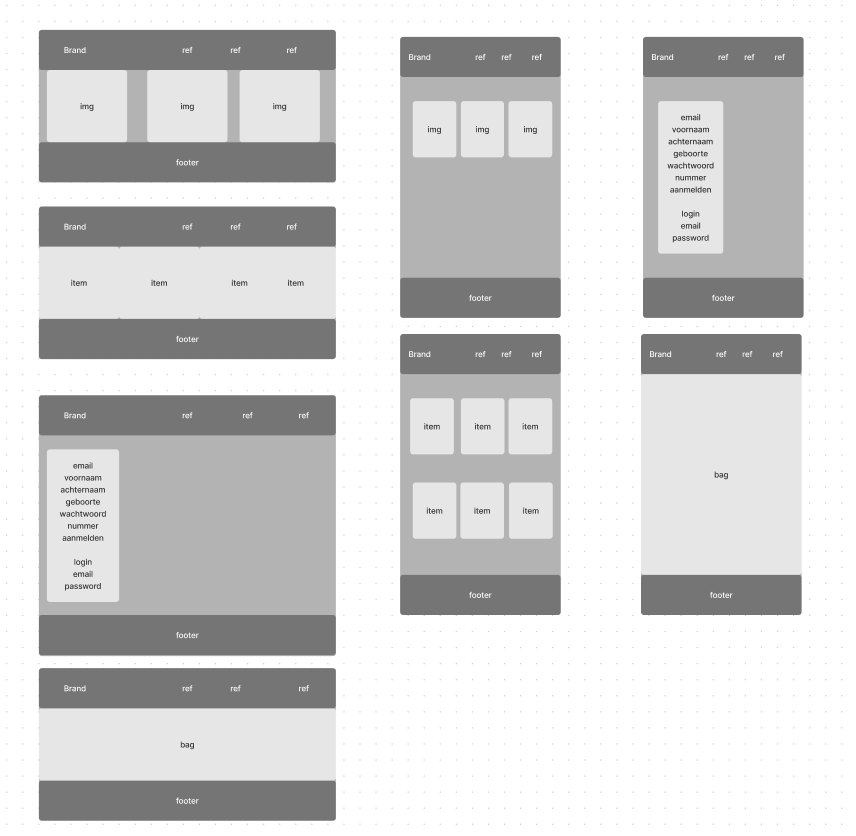 Brand ref ref ref
img img img
footer
Brand ref ref ref
item item item item
footer
Brand ref ref ref
email
voornaam
achternaam
geboorte
wachtwoord
nummer
aanmelden
login
email
password
footer
Brand ref ref ref
bag
footer
Brand ref ref ref
img img img
footer
Brand ref ref ref
item item item
item item item
footer
Brand ref ref ref
email
voornaam
achternaam
geboorte
wachtwoord
nummer
aanmelden
login
email
password
footer
Brand ref ref ref
bag
footer